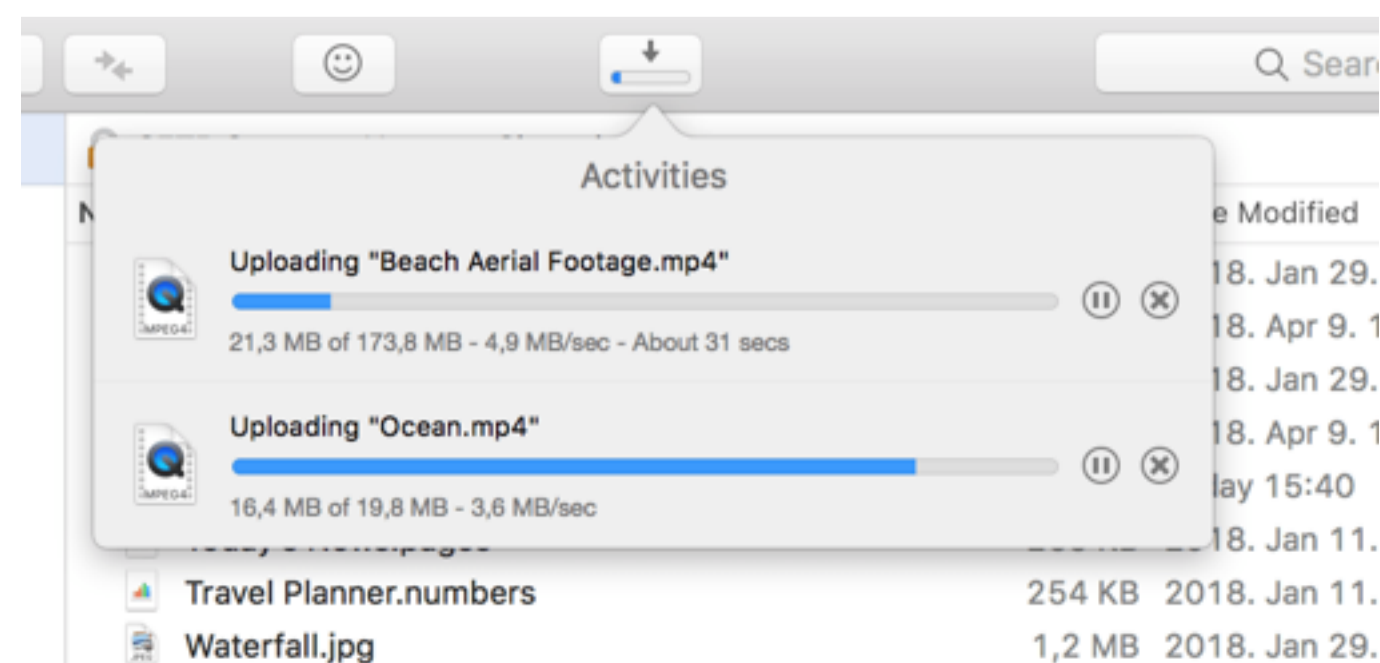 Sear
Activities
e Modified
Uploading "Beach Aerial Footage.mp4"
18. Jan 29.
21,3 MB of 173,8 MB - 4,9 MB/sec - About 31 secs
18. Apr 9. 1
18. Jan 29.
Uploading "Ocean.mp4"
18. Apr 9. 1
16,4 MB of 19,8 MB - 3,6 MB/sec
lay 15:40
18. Jan 11.
Travel Planner.numbers 254 KB 2018. Jan 11.
Waterfall.jpg 1,2 MB 2018. Jan 29.
MPEG4
MPEG4
JPEG